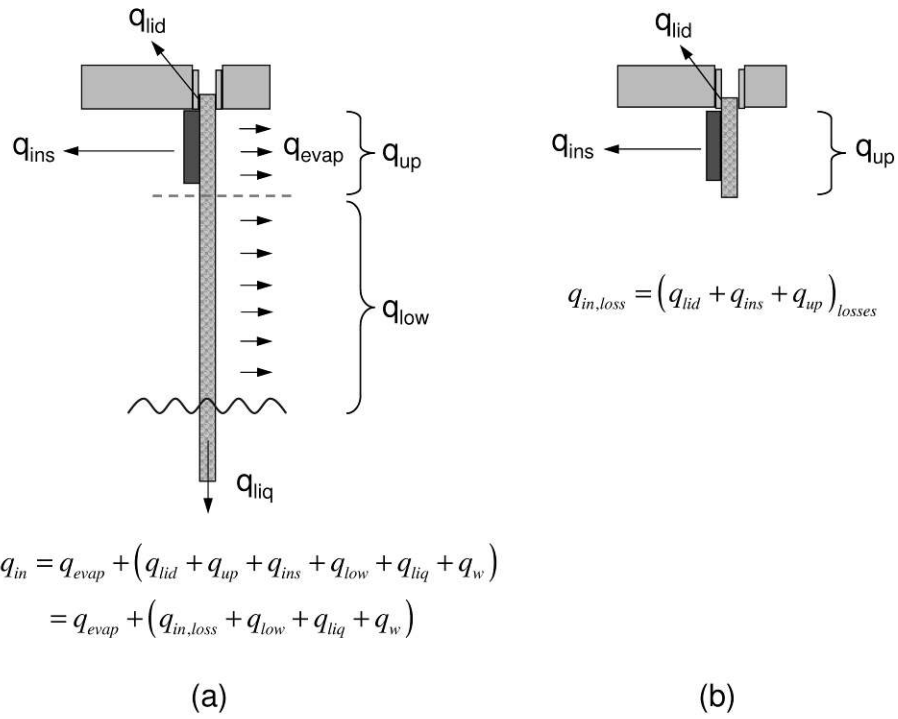 q_lid
q_ins
q_evap
q_up
q_low
q_liq
q_in = q_evap + (q_lid + q_up + q_ins + q_low + q_liq + q_w)
= q_evap + (q_in,loss + q_low + q_liq + q_w)
(a)
q_lid
q_ins
q_up
q_in,loss = (q_lid + q_ins + q_up)_losses
(b)